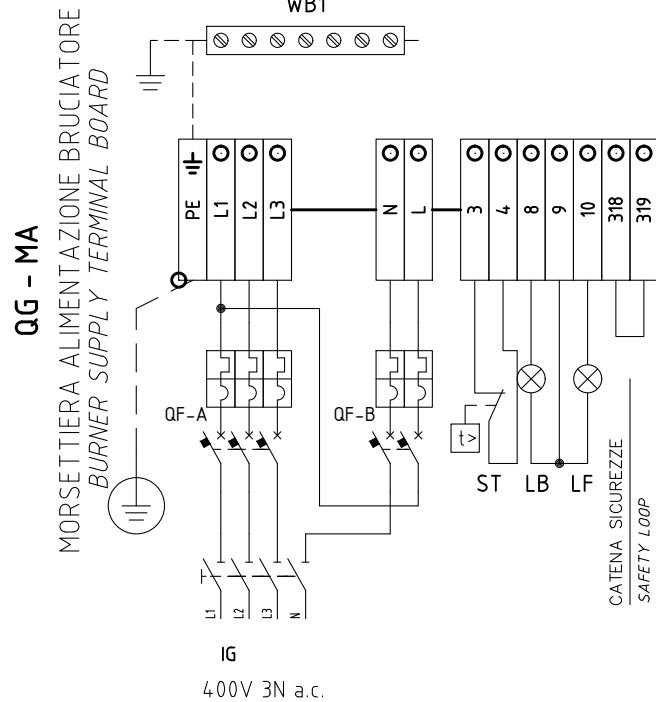 WB1
QG - MA
MORSETTIERA ALIMENTAZIONE BRUCIATORE
BURNER SUPPLY TERMINAL BOARD
PE
L1
L2
L3
N
L
3
4
8
9
10
318
319
QF-A
QF-B
t>
ST
LB
LF
CATENA SICUREZZE
SAFETY LOOP
L1
L2
L3
N
IG
400V 3N a.c.